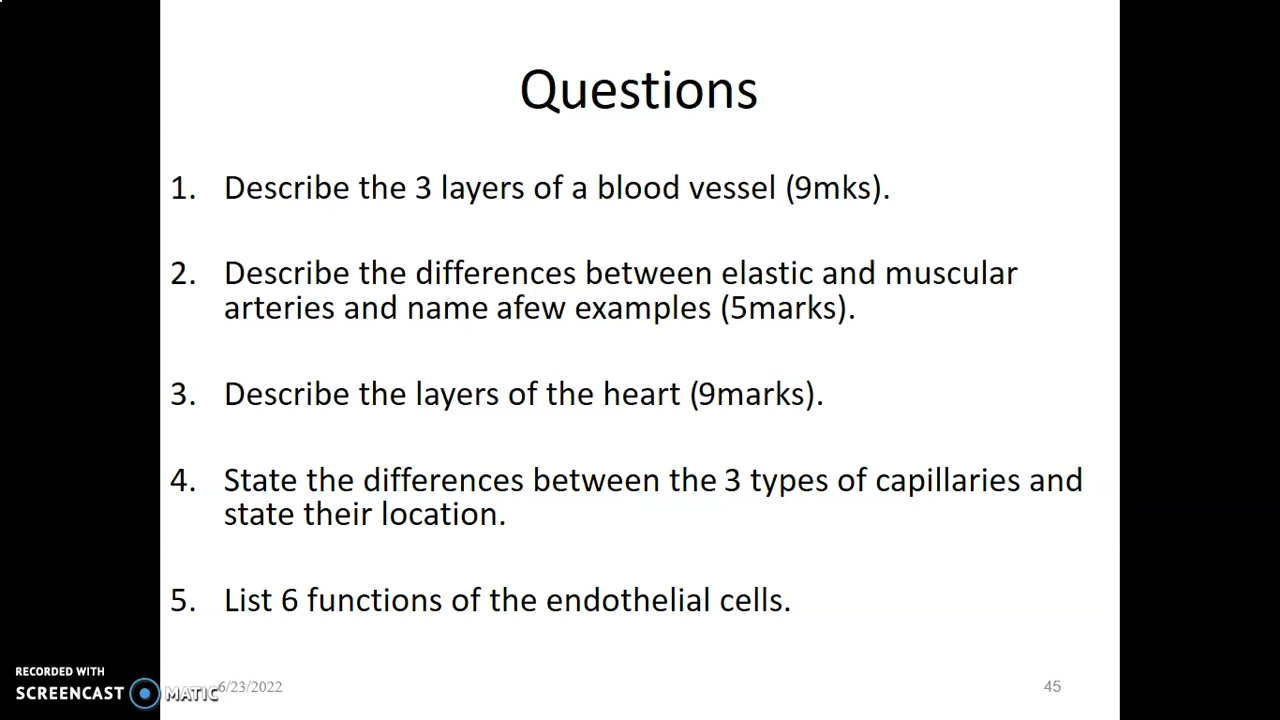 Questions
1. Describe the 3 layers of a blood vessel (9mks).
2. Describe the differences between elastic and muscular
arteries and name afew examples (5marks).
3. Describe the layers of the heart (9marks).
4. State the differences between the 3 types of capillaries and
state their location.
5. List 6 functions of the endothelial cells.
RECORDED WITH
SCREENCAST MATIC
6/23/2022
45